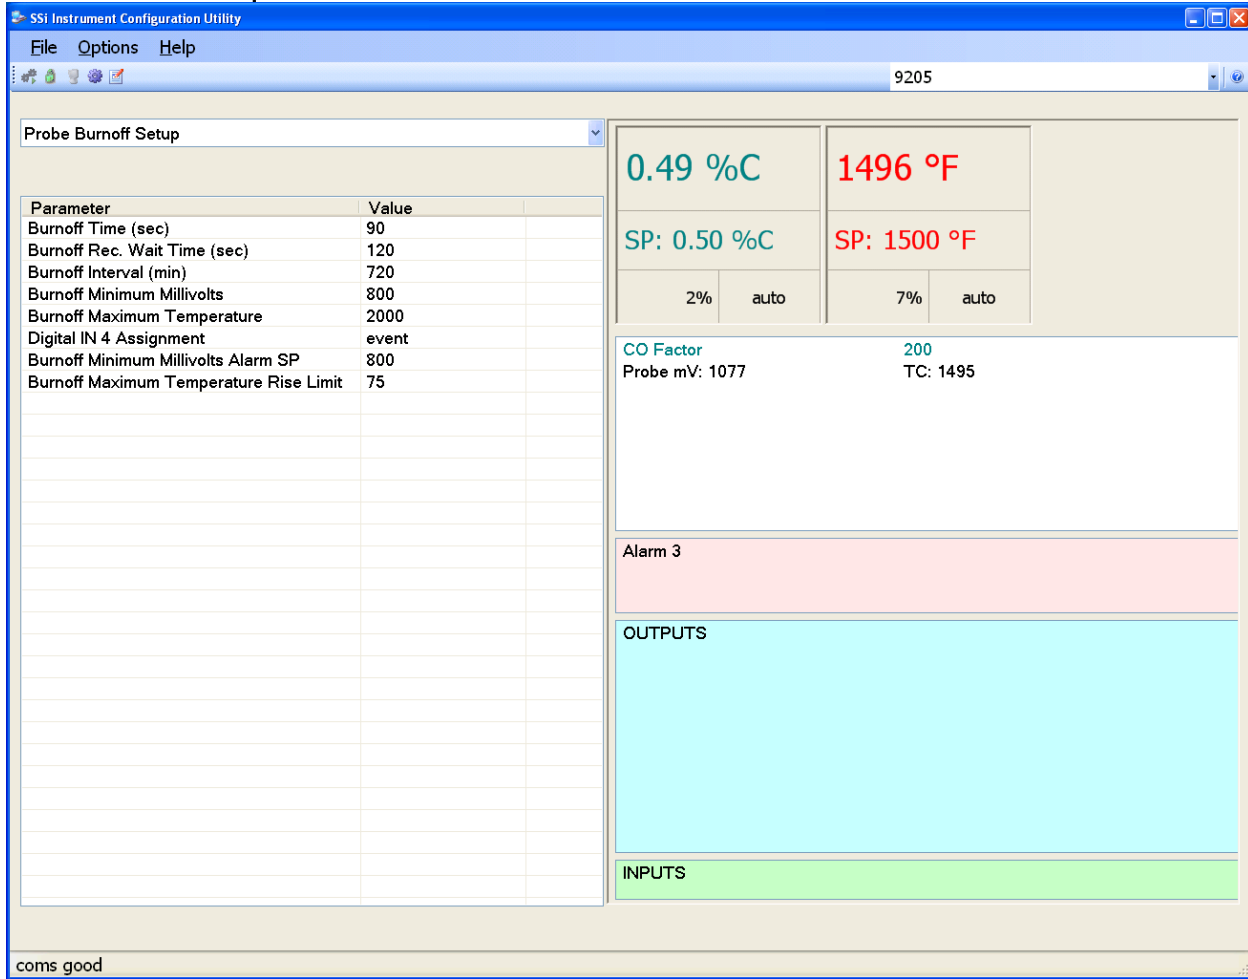 SSi Instrument Configuration Utility
File Options Help
9205
Probe Burnoff Setup
Parameter Value
Burnoff Time (sec) 90
Burnoff Rec. Wait Time (sec) 120
Burnoff Interval (min) 720
Burnoff Minimum Millivolts 800
Burnoff Maximum Temperature 2000
Digital IN 4 Assignment event
Burnoff Minimum Millivolts Alarm SP 800
Burnoff Maximum Temperature Rise Limit 75
0.49 %C 1496 °F
SP: 0.50 %C SP: 1500 °F
2% auto 7% auto
CO Factor 200
Probe mV: 1077 TC: 1495
Alarm 3
OUTPUTS
INPUTS
coms good